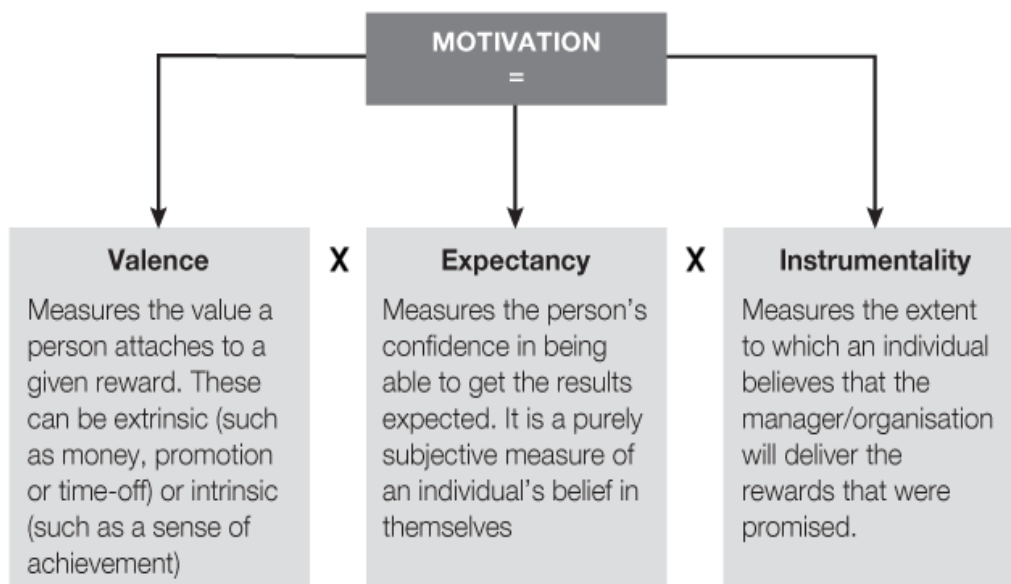 MOTIVATION
=
Valence
Measures the value a
person attaches to a
given reward. These
can be extrinsic (such
as money, promotion
or time-off) or intrinsic
(such as a sense of
achievement)
X
Expectancy
Measures the person’s
confidence in being
able to get the results
expected. It is a purely
subjective measure of
an individual’s belief in
themselves
X
Instrumentality
Measures the extent
to which an individual
believes that the
manager/organisation
will deliver the
rewards that were
promised.